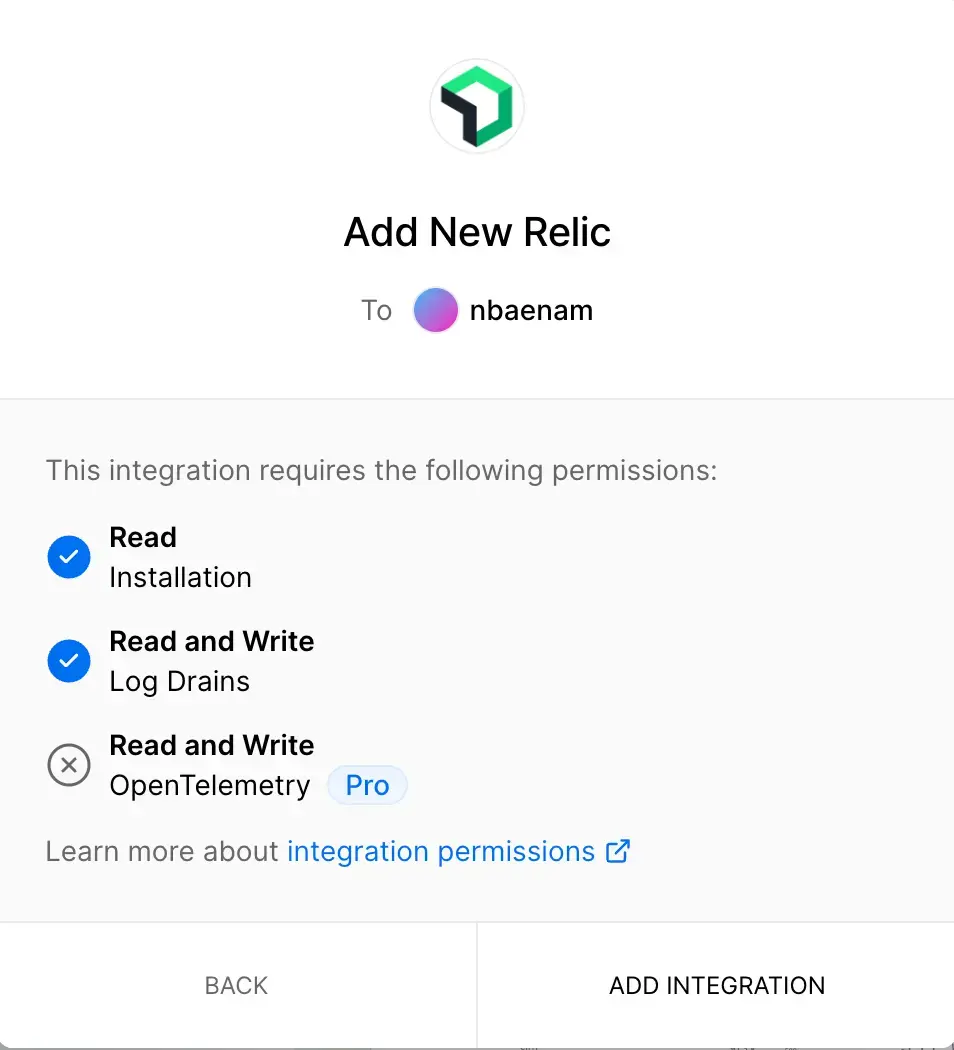 Add New Relic
To nbaenam
This integration requires the following permissions:
Read
Installation
Read and Write
Log Drains
Read and Write
OpenTelemetry Pro
Learn more about integration permissions
BACK
ADD INTEGRATION